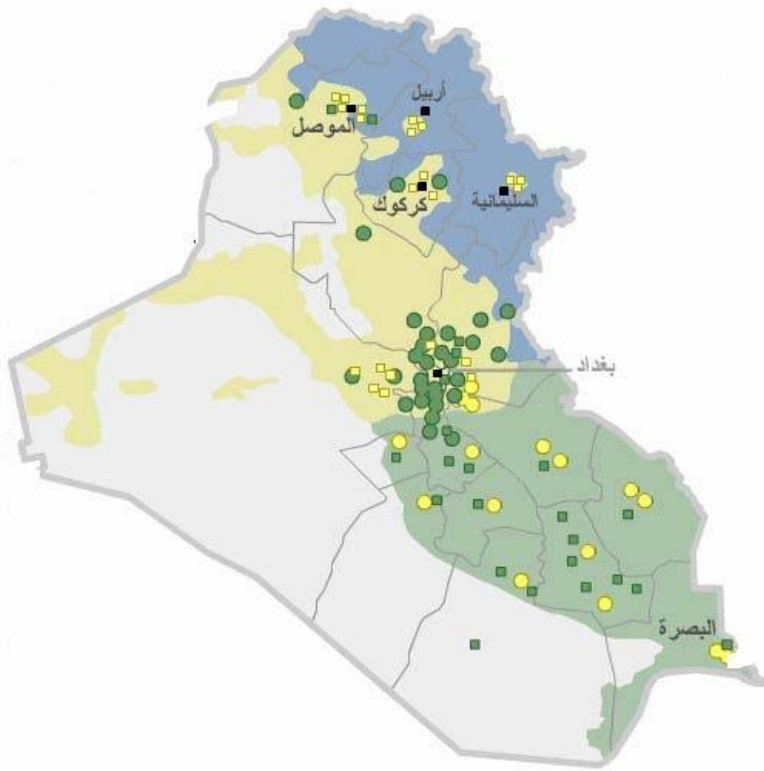 أربيل
الموصل
كركوك
السليمانية
بغداد
البصرة